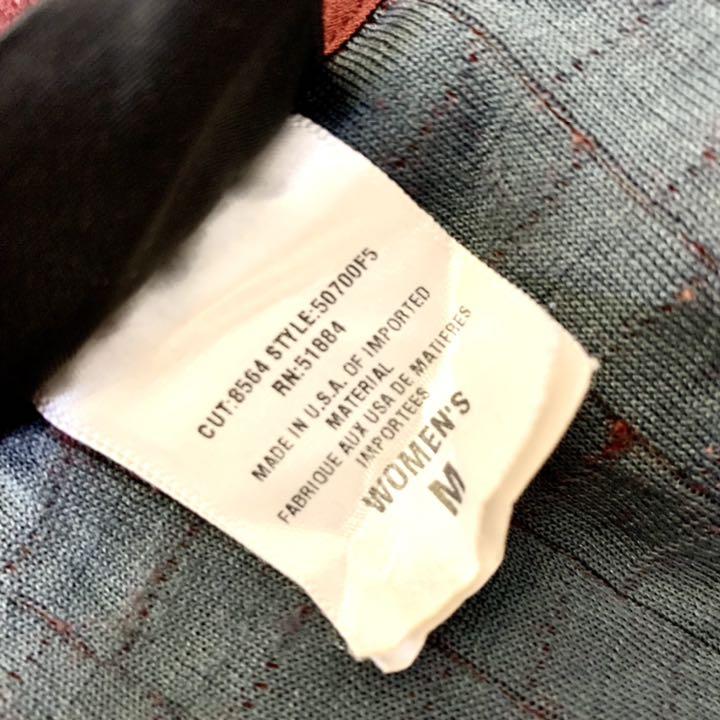 CUT:8564 STYLE:50700F5
RN:51884
MADE IN U.S.A. OF IMPORTED
MATERIAL
FABRIQUE AUX USA DE MATIERES
IMPORTEES
WOMEN'S
M